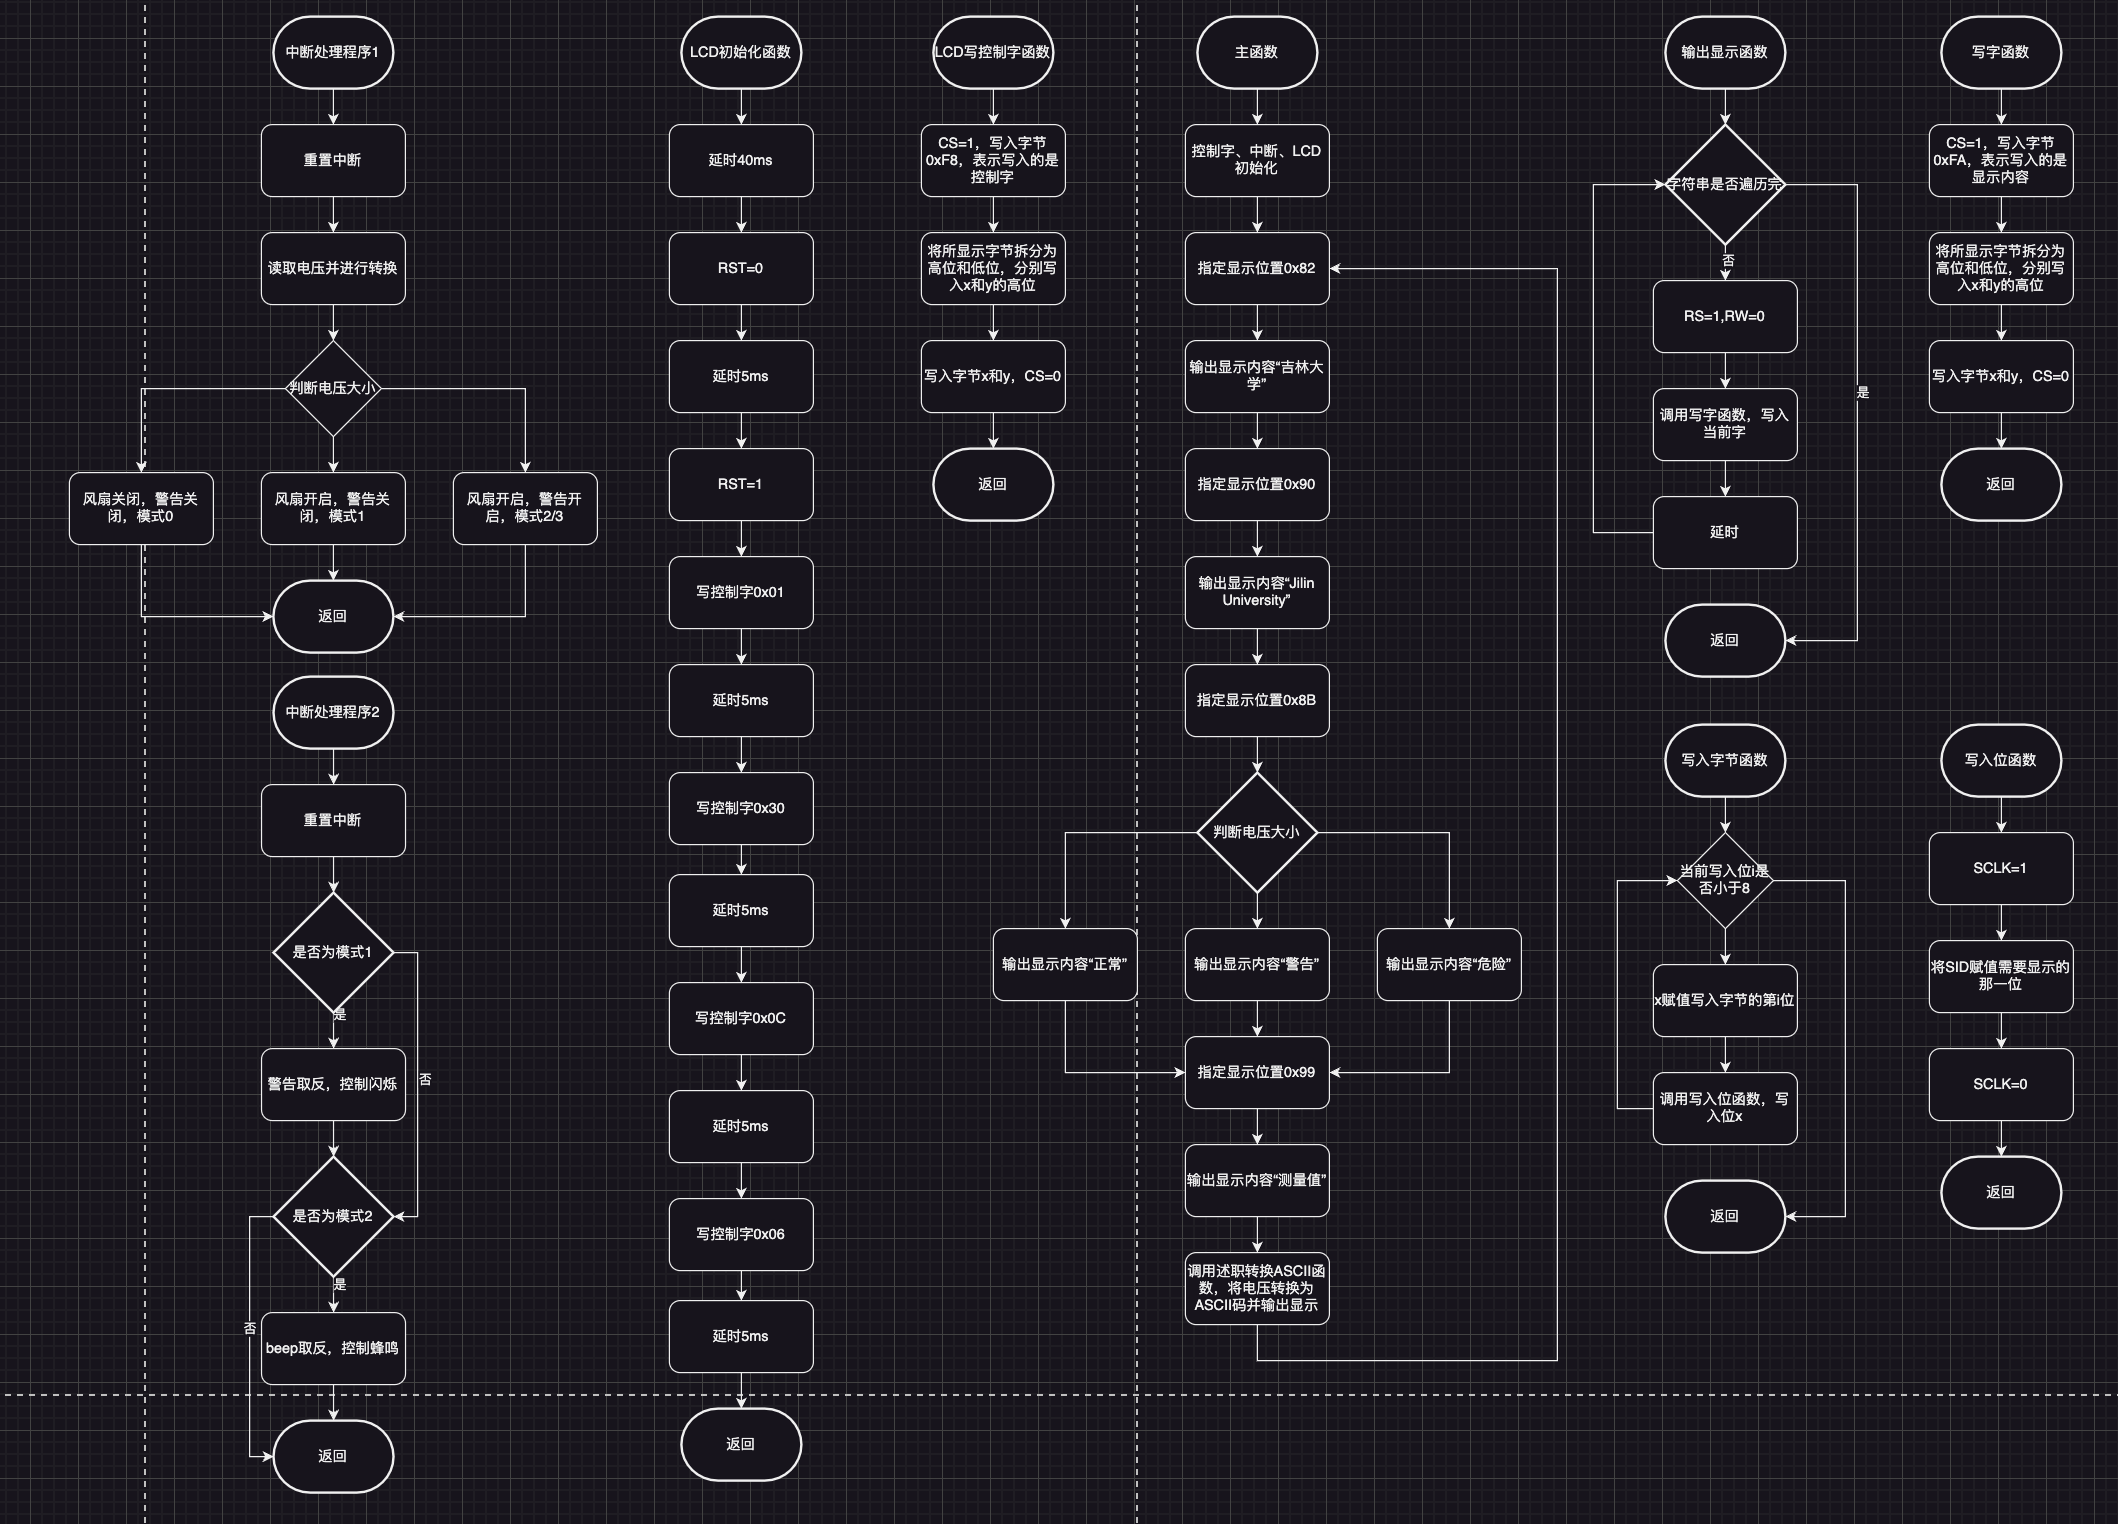 中断处理程序1
重置中断
读取电压并进行转换
判断电压大小
风扇关闭，警告关
闭，模式0
风扇开启，警告关
闭，模式1
风扇开启，警告开
启，模式2/3
返回
中断处理程序2
重置中断
是否为模式1
是
否
警告取反，控制闪烁
是否为模式2
是
否
beep取反，控制蜂鸣
返回
LCD初始化函数
延时40ms
RST=0
延时5ms
RST=1
写控制字0x01
延时5ms
写控制字0x30
延时5ms
写控制字0x0C
延时5ms
写控制字0x06
延时5ms
返回
LCD写控制字函数
CS=1，写入字节
0xF8，表示写入的是
控制字
将所显示字节拆分为
高位和低位，分别写
入x和y的高位
写入字节x和y，CS=0
返回
主函数
控制字、中断、LCD
初始化
指定显示位置0x82
输出显示内容“吉林大
学”
指定显示位置0x90
输出显示内容“Jilin
University”
指定显示位置0x8B
判断电压大小
输出显示内容“正常”
输出显示内容“警告”
输出显示内容“危险”
指定显示位置0x99
输出显示内容“测量值”
调用述职转换ASCII函
数，将电压转换为
ASCII码并输出显示
输出显示函数
字符串是否遍历完
否
是
RS=1,RW=0
调用写字函数，写入
当前字
延时
返回
写字函数
CS=1，写入字节
0xFA，表示写入的是
显示内容
将所显示字节拆分为
高位和低位，分别写
入x和y的高位
写入字节x和y，CS=0
返回
写入字节函数
当前写入位i是
否小于8
x赋值写入字节的第i位
调用写入位函数，写
入位x
返回
写入位函数
SCLK=1
将SID赋值需要显示的
那一位
SCLK=0
返回